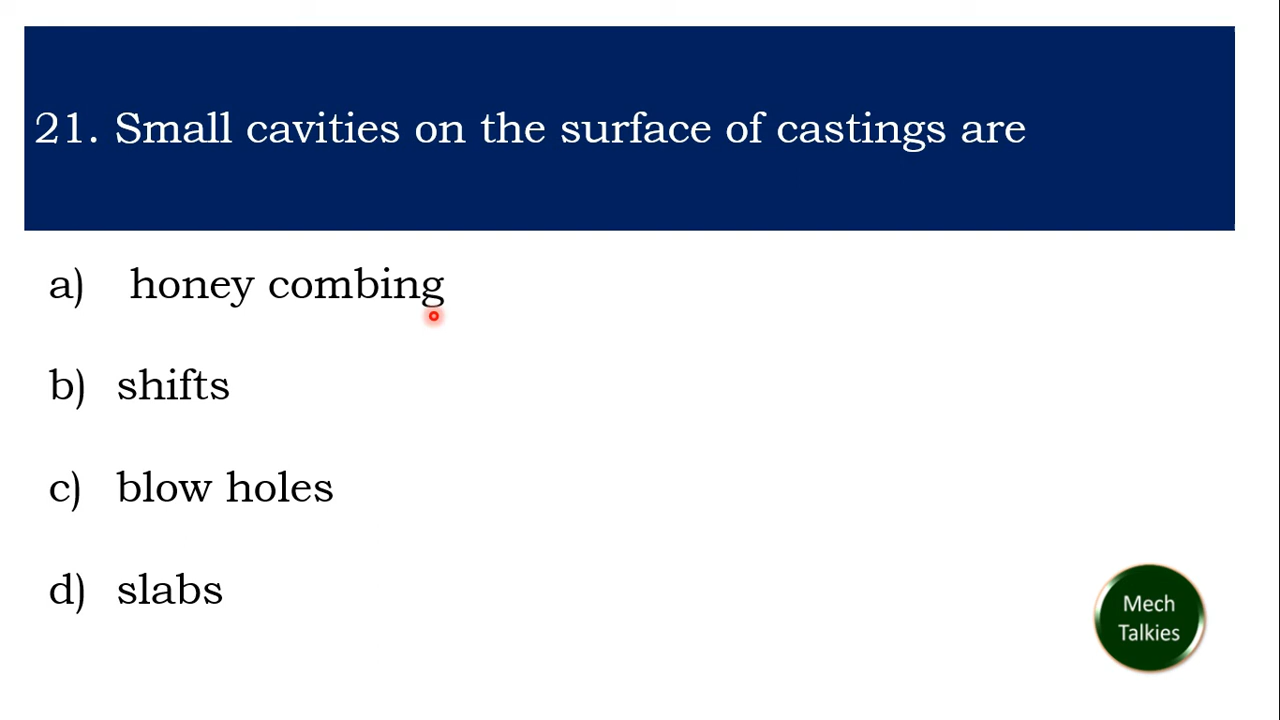 21. Small cavities on the surface of castings are
a) honey combing
b) shifts
c) blow holes
d) slabs
Mech
Talkies